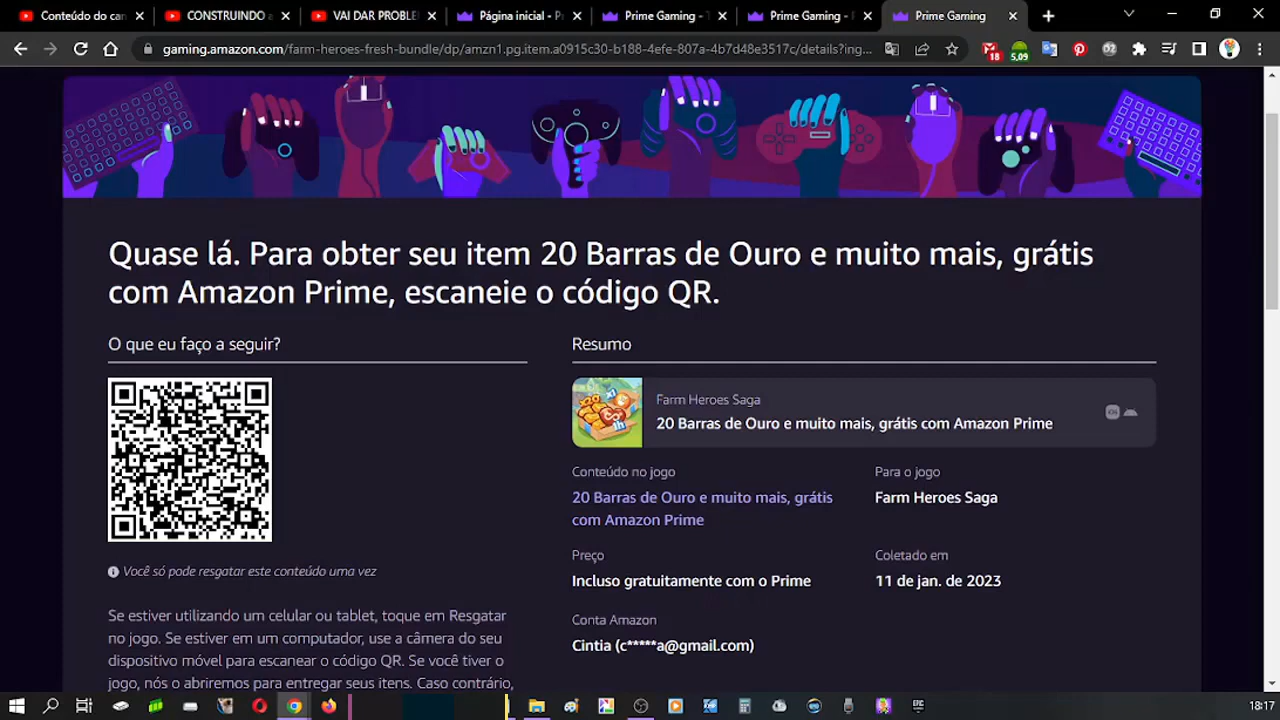 Conteúdo do car
CONSTRUINDO a
VAI DAR PROBLE
Página inicial - P
Prime Gaming - T
Prime Gaming - F
Prime Gaming
gaming.amazon.com/farm-heroes-fresh-bundle/dp/amzn1.pg.item.a0915c30-b188-4efe-807a-4b7d48e3517c/details?ing...
18
5,09
Quase lá. Para obter seu item 20 Barras de Ouro e muito mais, grátis
com Amazon Prime, escaneie o código QR.
O que eu faço a seguir?
Você só pode resgatar este conteúdo uma vez
Se estiver utilizando um celular ou tablet, toque em Resgatar
no jogo. Se estiver em um computador, use a câmera do seu
dispositivo móvel para escanear o código QR. Se você tiver o
jogo, nós o abriremos para entregar seus itens. Caso contrário,
Resumo
Farm Heroes Saga
20 Barras de Ouro e muito mais, grátis com Amazon Prime
Conteúdo no jogo
20 Barras de Ouro e muito mais, grátis
com Amazon Prime
Para o jogo
Farm Heroes Saga
Preço
Incluso gratuitamente com o Prime
Coletado em
11 de jan. de 2023
Conta Amazon
Cintia (c*****a@gmail.com)
18:17